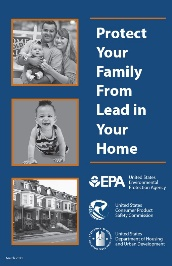 Protect
Your
Family
From
Lead in
Your
Home
EPA
United States
Environmental
Protection Agency
United States
Consumer Product
Safety Commission
United States
Department of Housing
and Urban Development